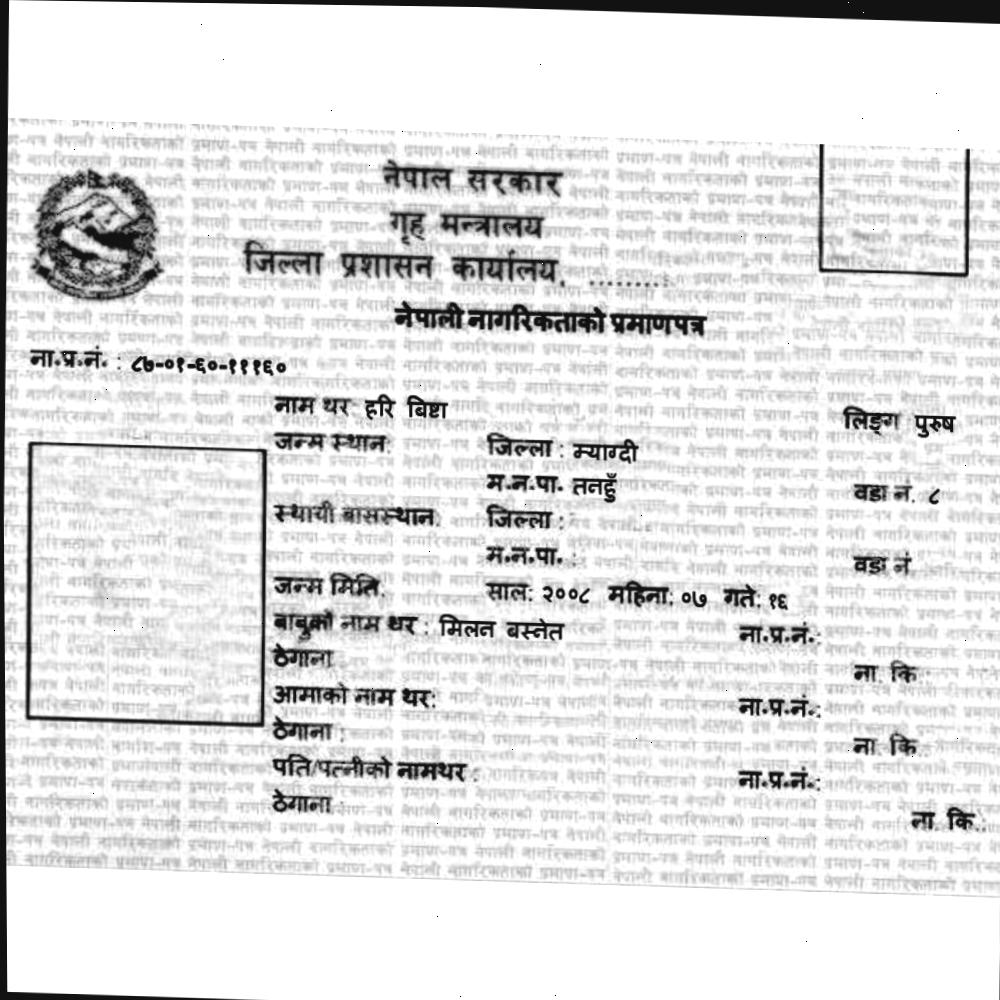 नेपाल सरकार
गृह मन्त्रालय
जिल्ला प्रशासन कार्यालय, .........
नेपाली नागरिकताको प्रमाणपत्र
ना.प्र.नं. : ८७-०१-६०-१११६०
नाम थर: हरि बिष्टा लिङ्ग पुरुष
जन्म स्थान: जिल्ला : म्याग्दी
म.न.पा. तनहुँ वडा नं. ८
स्थायी बासस्थान: जिल्ला :
म.न.पा. : वडा नं.
जन्म मिति: साल: २००८ महिना: ०७ गते: १६
बाबुको नाम थर : मिलन बस्नेत ना.प्र.नं.:
ठेगाना ना. कि.:
आमाको नाम थर: ना.प्र.नं.:
ठेगाना : ना. कि.
पति/पत्नीको नामथर : ना.प्र.नं.:
ठेगाना : ना. कि.: